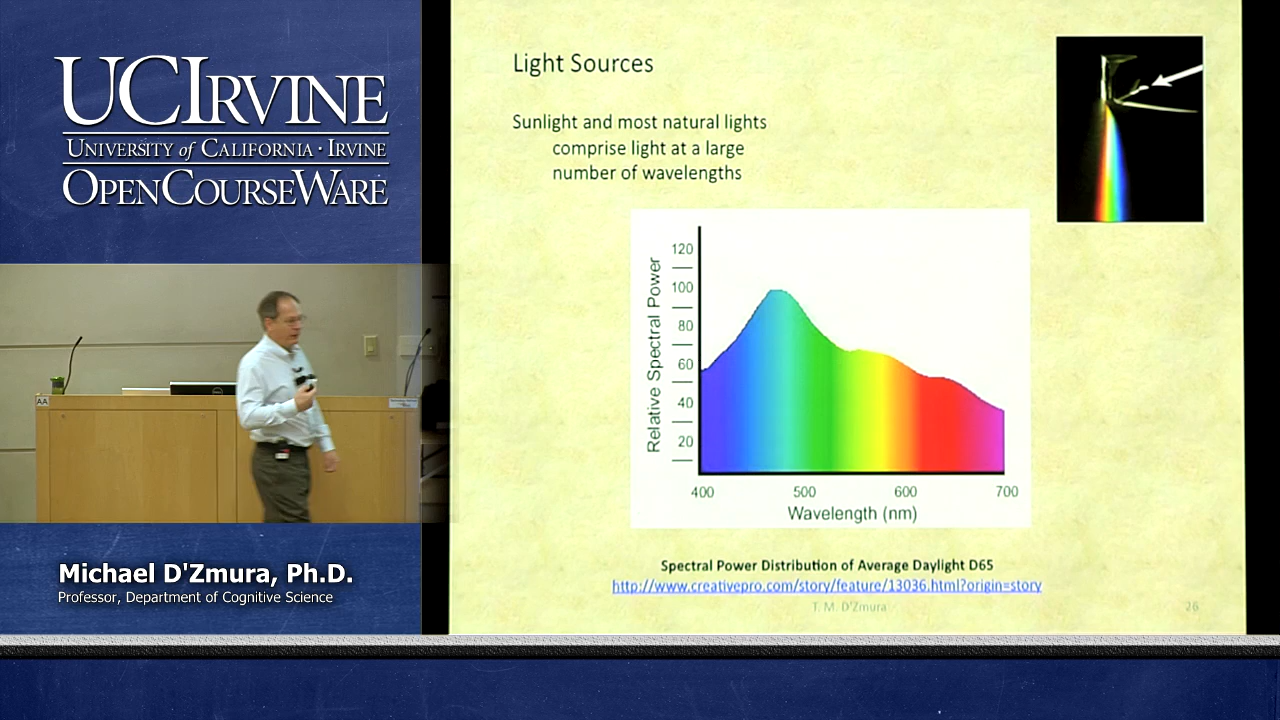 UCIRVINE
UNIVERSITY of CALIFORNIA · IRVINE
OPENCOURSEWARE
AA
Michael D'Zmura, Ph.D.
Professor, Department of Cognitive Science
Light Sources
Sunlight and most natural lights
comprise light at a large
number of wavelengths
Relative Spectral Power
120
100
80
60
40
20
400 500 600 700
Wavelength (nm)
Spectral Power Distribution of Average Daylight D65
http://www.creativepro.com/story/feature/13036.html?origin=story
T. M. D'Zmura
26